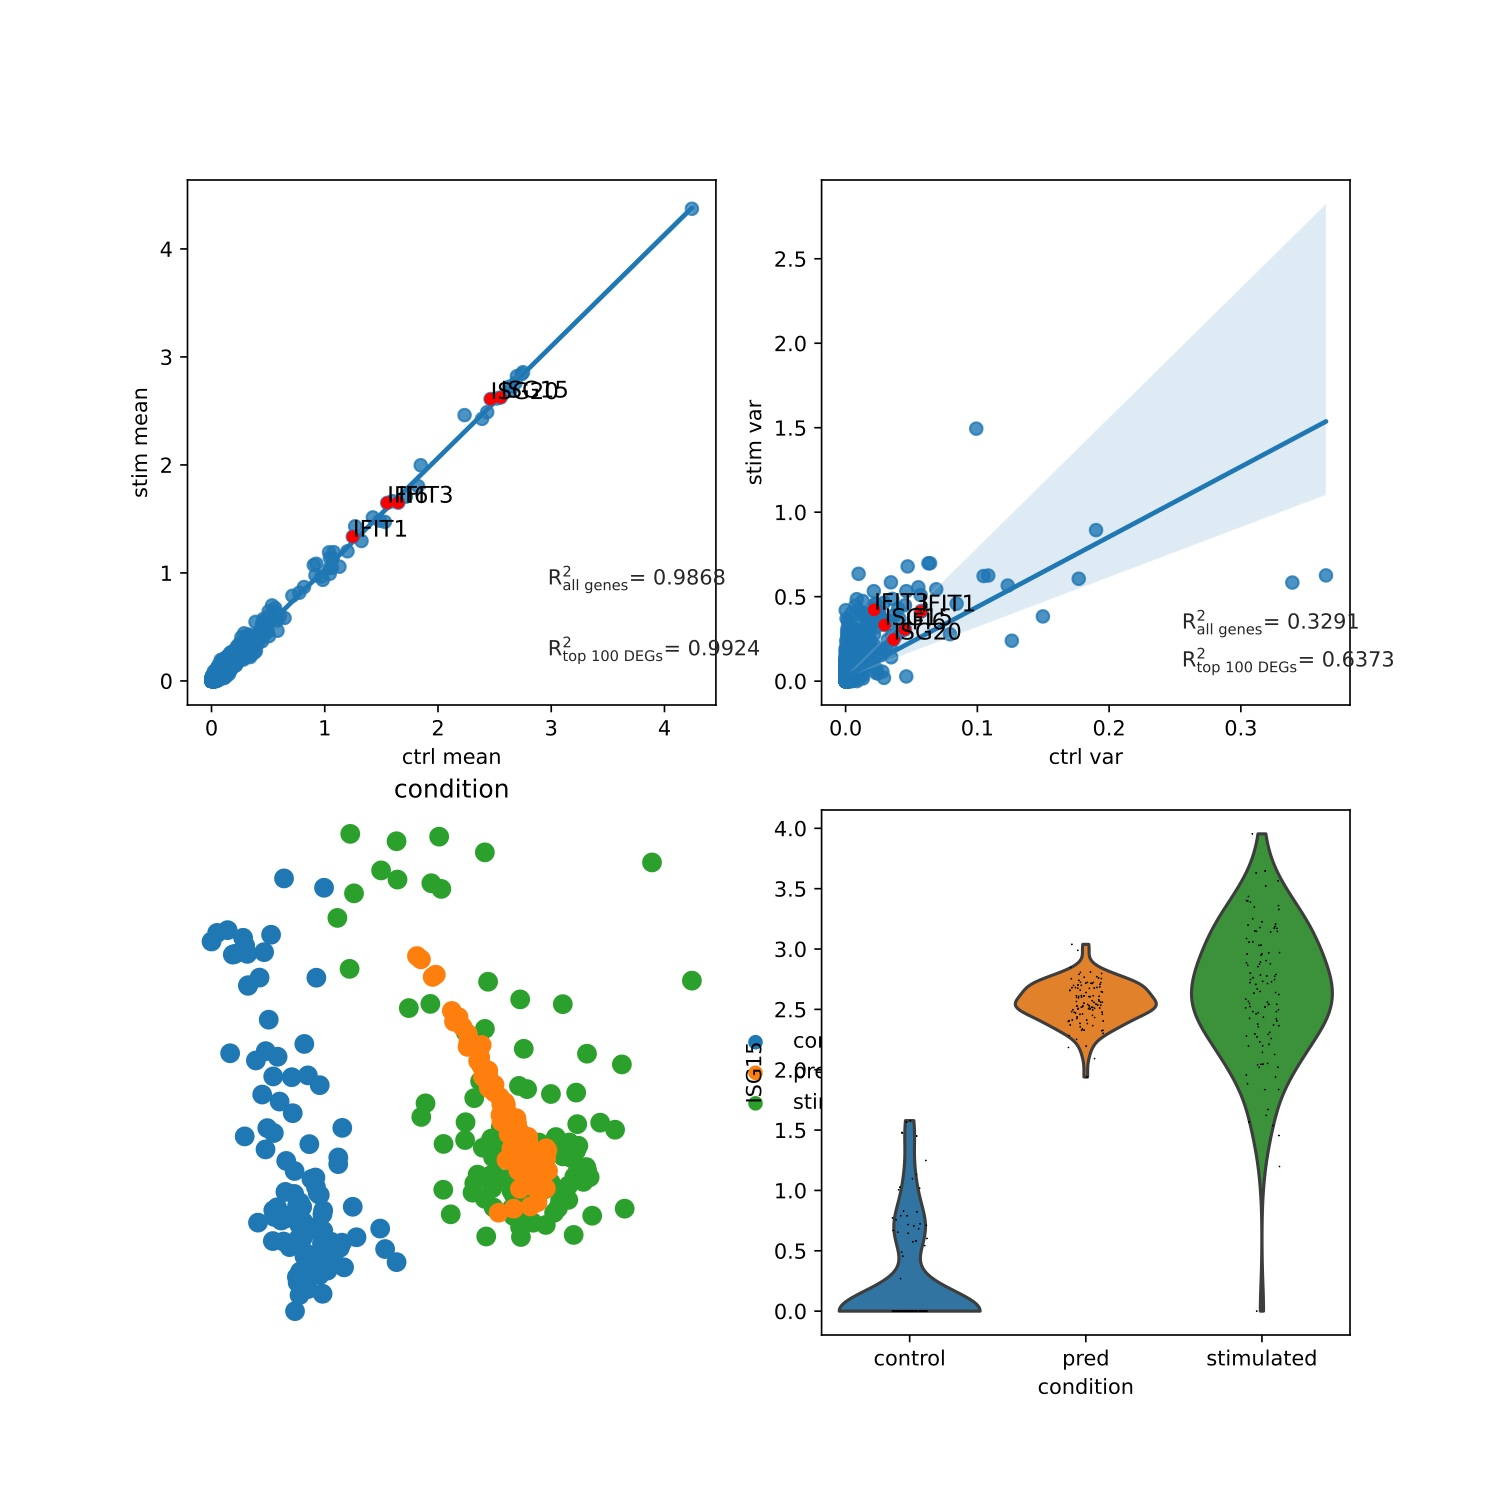 4
3
2
1
0
stim mean
ISG20
ISG15
IFI6
IFIT3
IFIT1
R2all genes= 0.9868
R2top 100 DEGs= 0.9924
0 1 2 3 4
ctrl mean
2.5
2.0
1.5
1.0
0.5
0.0
stim var
IFIT3
IFIT1
ISG15
IFI6
ISG20
R2all genes= 0.3291
R2top 100 DEGs= 0.6373
0.0 0.1 0.2 0.3
ctrl var
condition
con
pre
stim
4.0
3.5
3.0
2.5
2.0
1.5
1.0
0.5
0.0
ISG15
control pred stimulated
condition